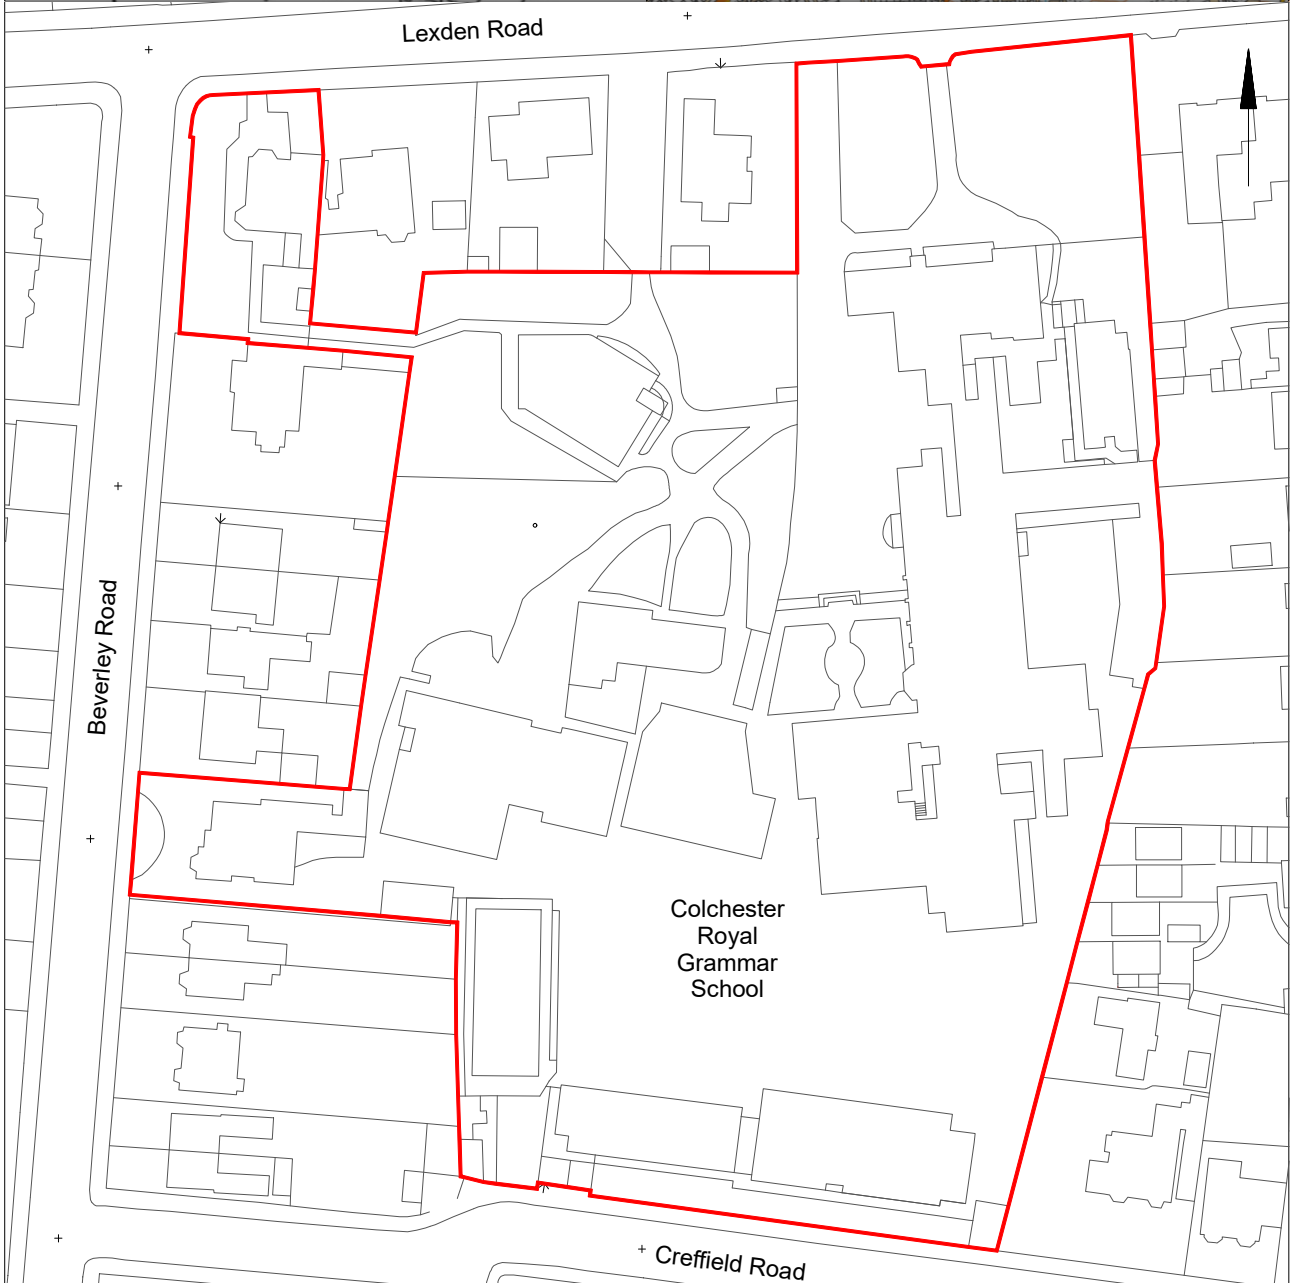 Lexden Road
Beverley Road
Colchester
Royal
Grammar
School
Creffield Road